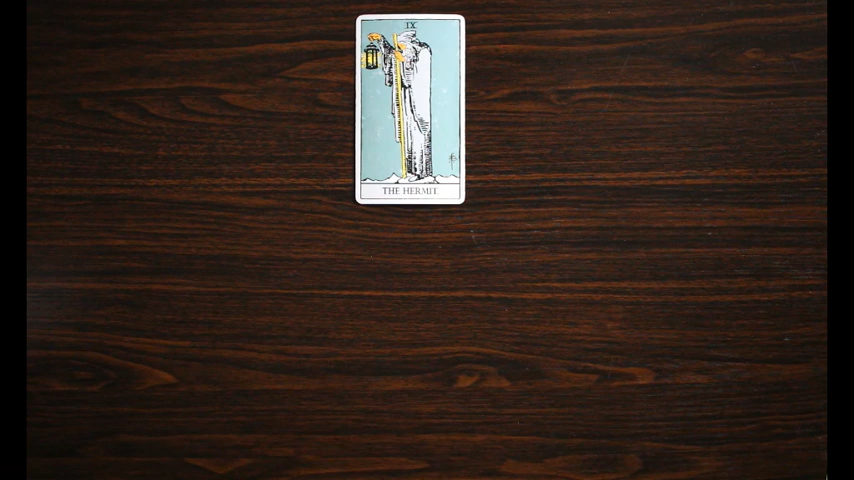 IX
THE HERMIT.